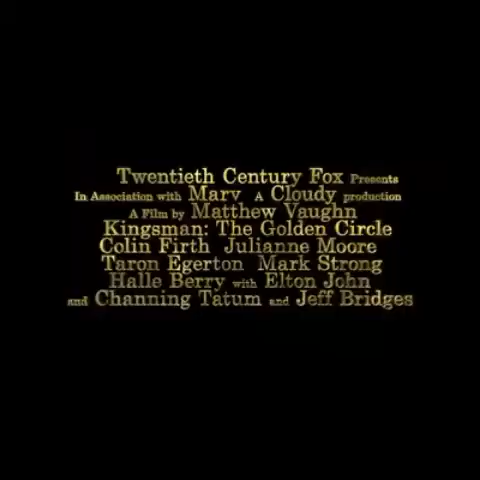 Twentieth Century Fox Presents
In Association with Marv A Cloudy production
A Film by Matthew Vaughn
Kingsman: The Golden Circle
Colin Firth Julianne Moore
Taron Egerton Mark Strong
Halle Berry with Elton John
and Channing Tatum and Jeff Bridges